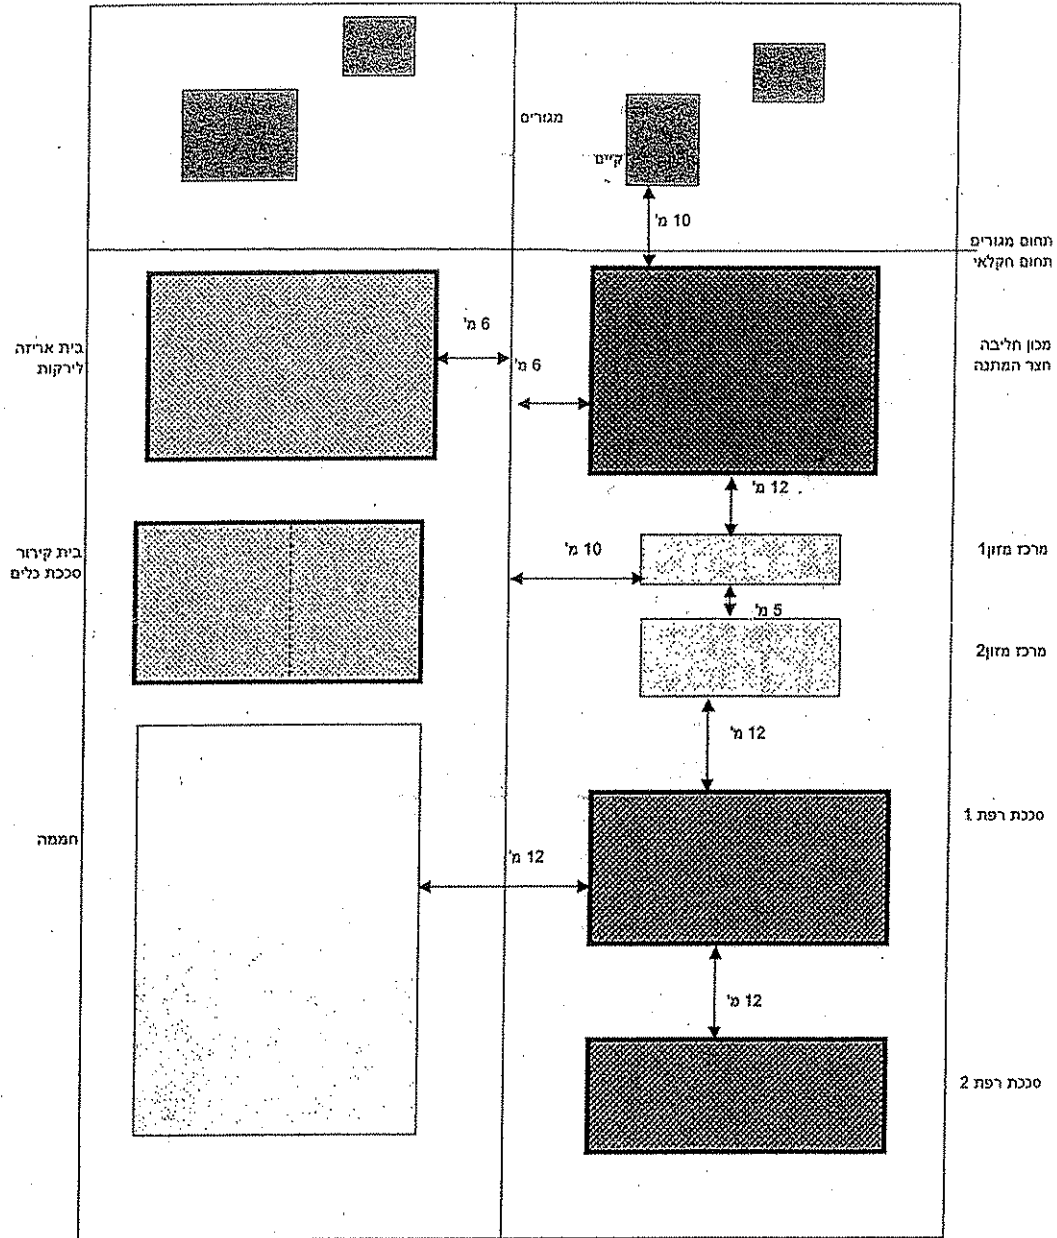 מגורים
קיים
10 מ'
תחום מגורים
תחום חקלאי
6 מ'
6 מ'
מכון חליבה
חצר המתנה
בית אריזה
לירקות
12 מ'
מרכז מזון1
10 מ'
בית קירור
סככת כלים
5 מ'
מרכז מזון2
12 מ'
סככת רפת 1
חממה
12 מ'
12 מ'
סככת רפת 2